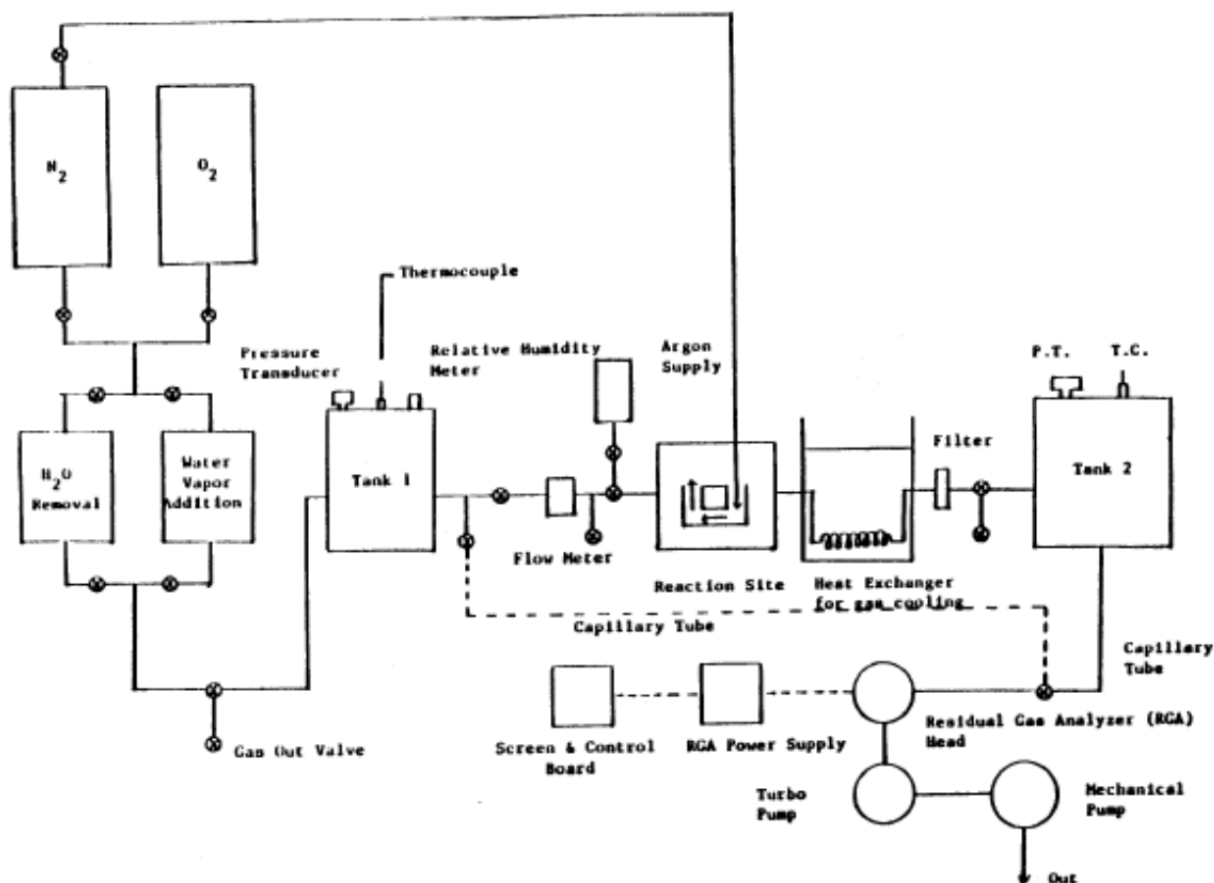 N2
O2
Thermocouple
Pressure
Transducer
Relative Humidity
Meter
Argon
Supply
P.T.
T.C.
H2O
Removal
Water
Vapor
Addition
Tank 1
Filter
Tank 2
Flow Meter
Reaction Site
Heat Exchanger
for gas cooling
Capillary Tube
Capillary
Tube
Gas Out Valve
Screen & Control
Board
RGA Power Supply
Residual Gas Analyzer (RGA)
Head
Turbo
Pump
Mechanical
Pump
Out